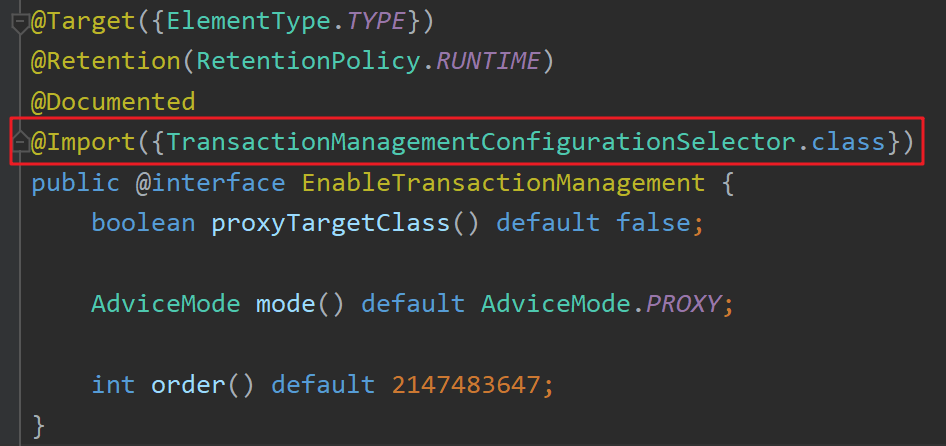 @Target({ElementType.TYPE})
@Retention(RetentionPolicy.RUNTIME)
@Documented
@Import({TransactionManagementConfigurationSelector.class})
public @interface EnableTransactionManagement {
    boolean proxyTargetClass() default false;
    AdviceMode mode() default AdviceMode.PROXY;
    int order() default 2147483647;
}